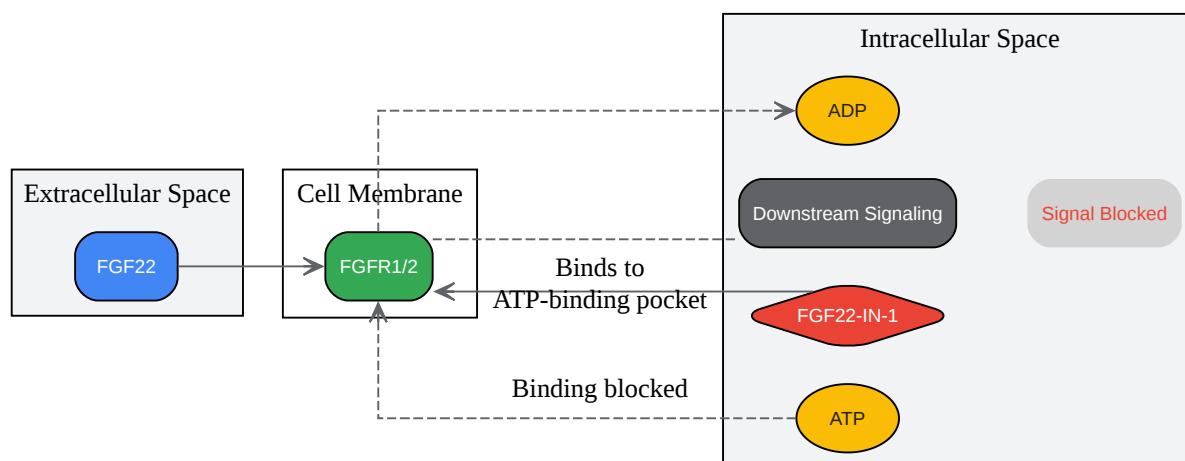 Intracellular Space
ADP
Extracellular Space
Cell Membrane
Downstream Signaling
Signal Blocked
FGF22
FGFR1/2
Binds to
ATP-binding pocket
FGF22-IN-1
Binding blocked
ATP